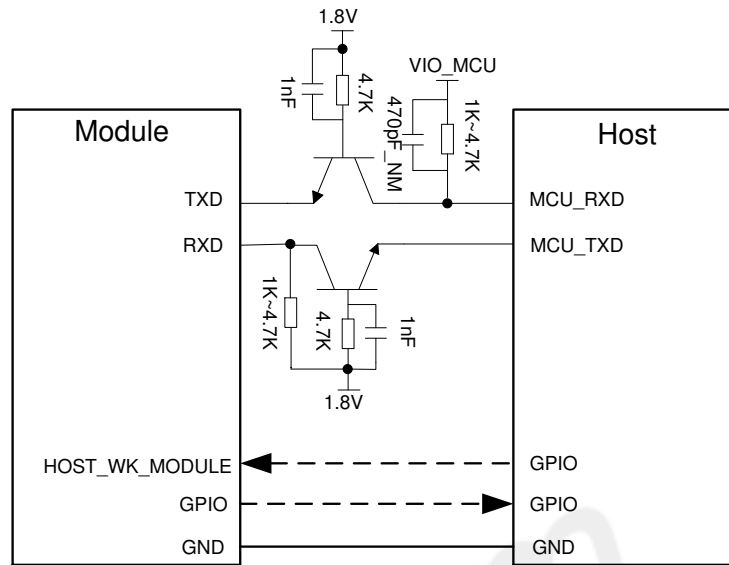 1.8V
1nF
4.7K
VIO_MCU
470pF_NM
1K~4.7K
Module
Host
TXD
MCU_RXD
RXD
MCU_TXD
1K~4.7K
4.7K
1nF
1.8V
HOST_WK_MODULE
GPIO
GPIO
GPIO
GND
GND